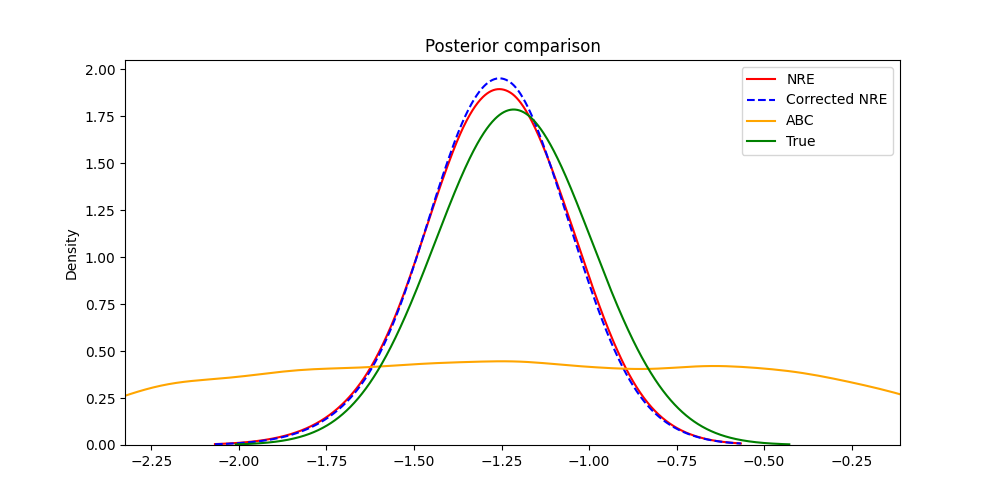 Posterior comparison
NRE
Corrected NRE
ABC
True
Density
2.00
1.75
1.50
1.25
1.00
0.75
0.50
0.25
0.00
−2.25 −2.00 −1.75 −1.50 −1.25 −1.00 −0.75 −0.50 −0.25